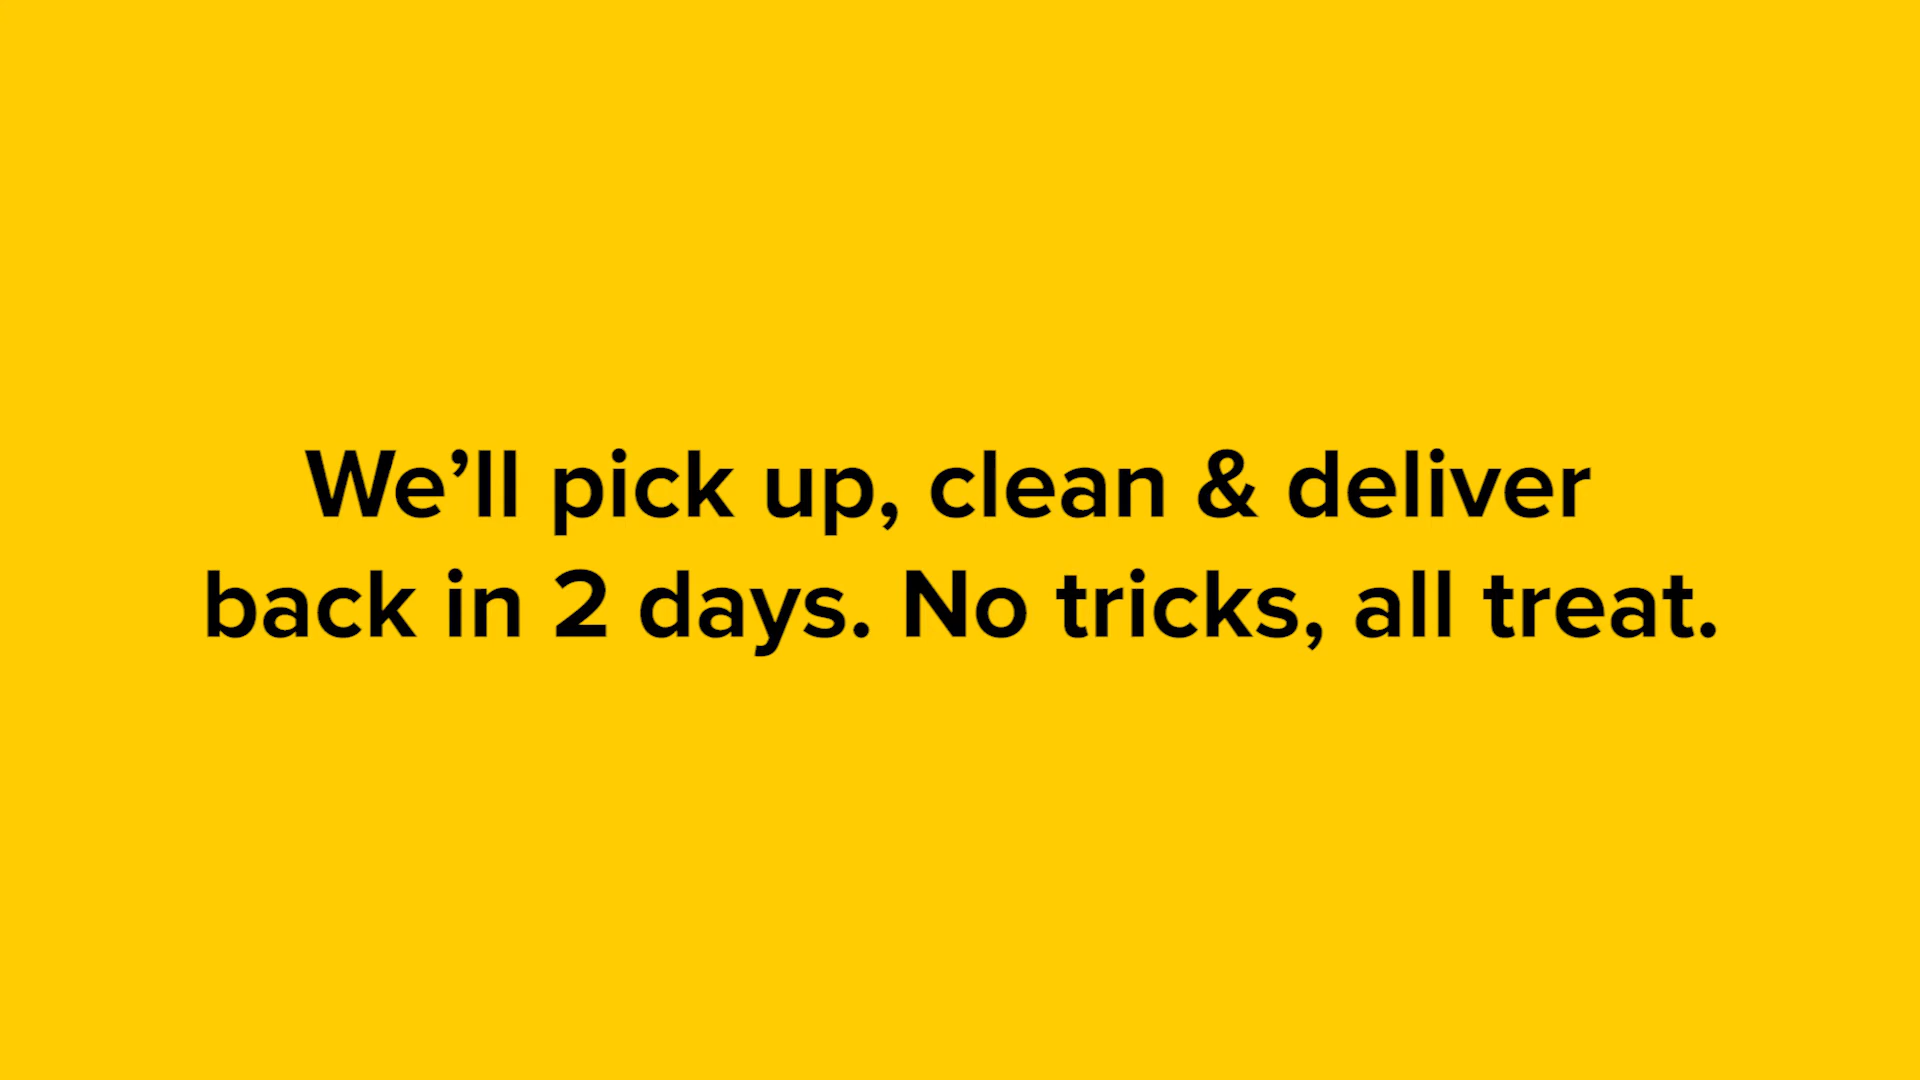 We’ll pick up, clean & deliver
back in 2 days. No tricks, all treat.